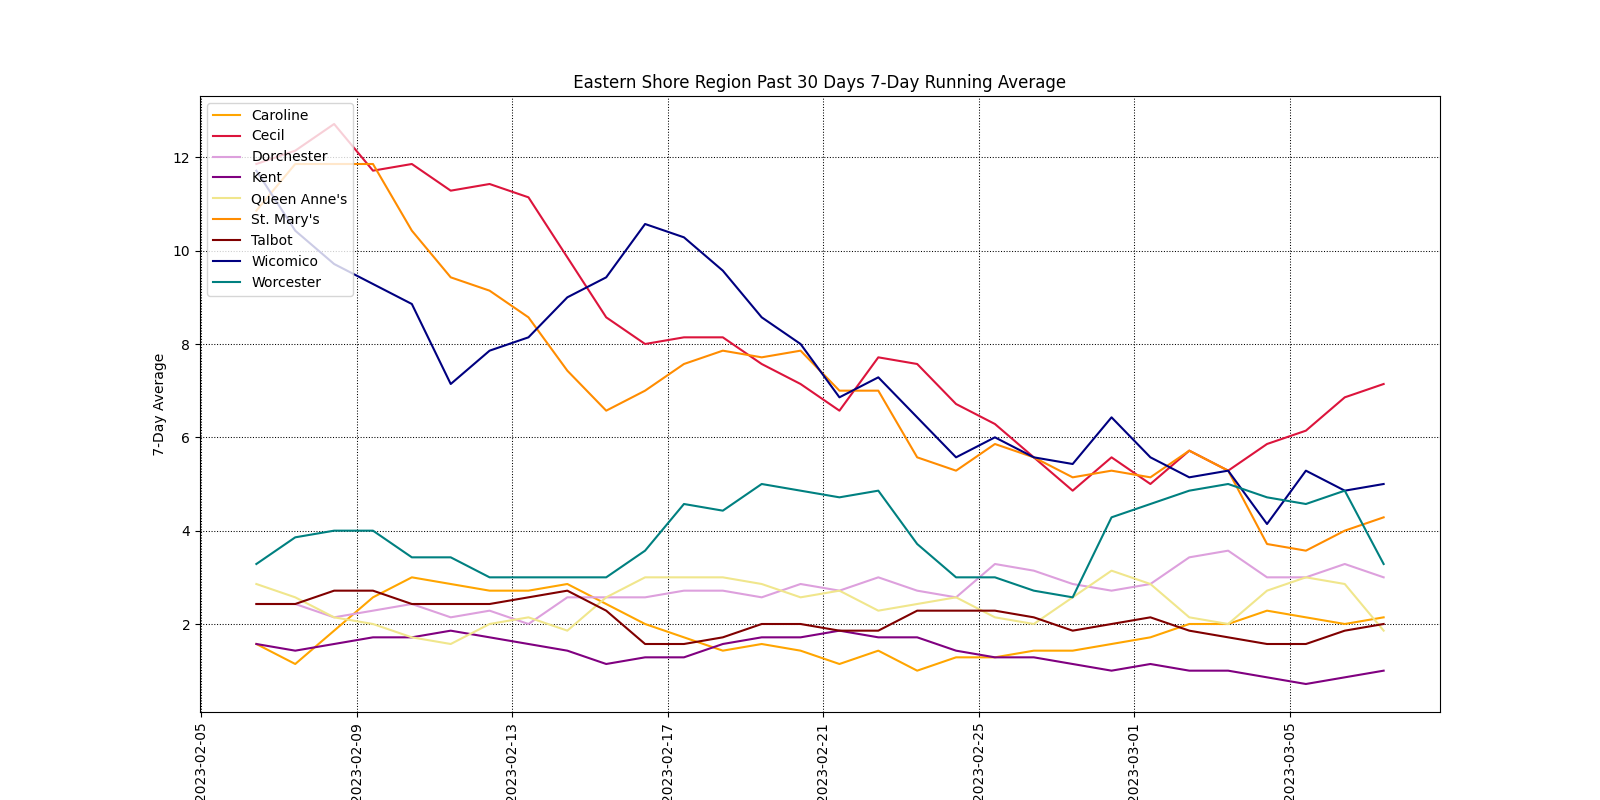 Eastern Shore Region Past 30 Days 7-Day Running Average
Caroline
Cecil
Dorchester
Kent
Queen Anne's
St. Mary's
Talbot
Wicomico
Worcester
7-Day Average
12
10
8
6
4
2
2023-02-05
2023-02-09
2023-02-13
2023-02-17
2023-02-21
2023-02-25
2023-03-01
2023-03-05